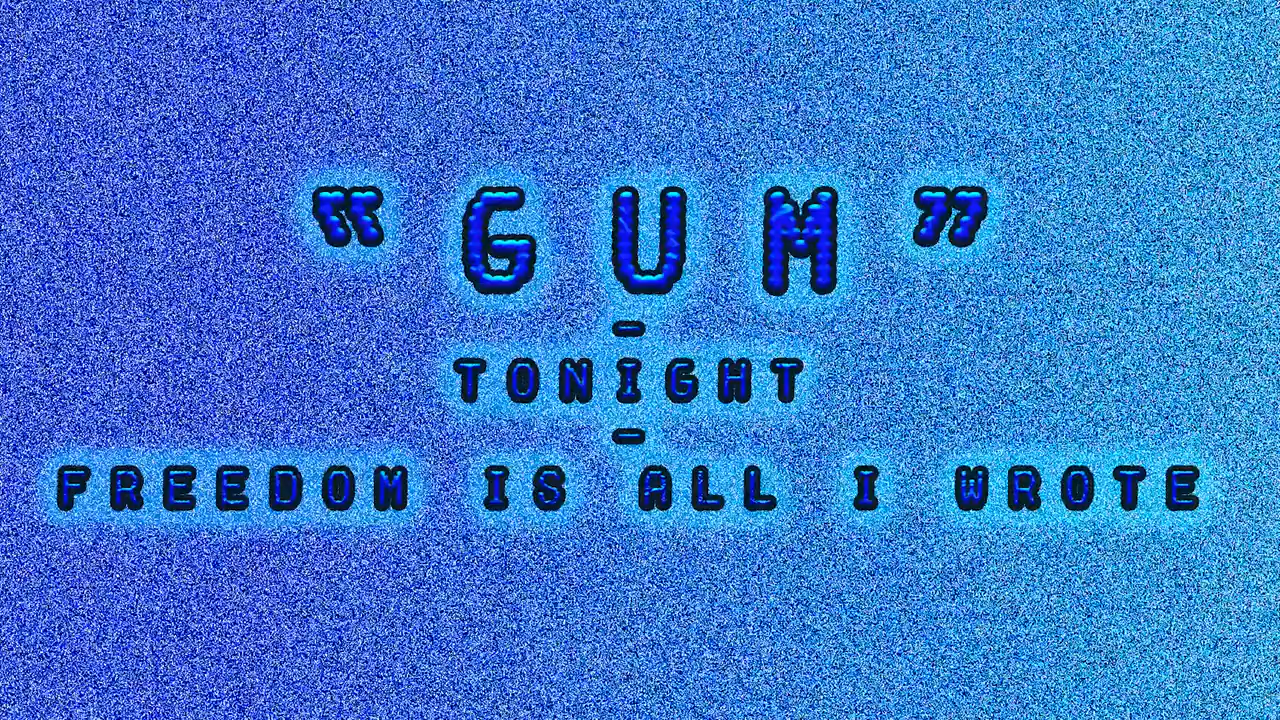 “GUM”
-
TONIGHT
-
FREEDOM IS ALL I WROTE